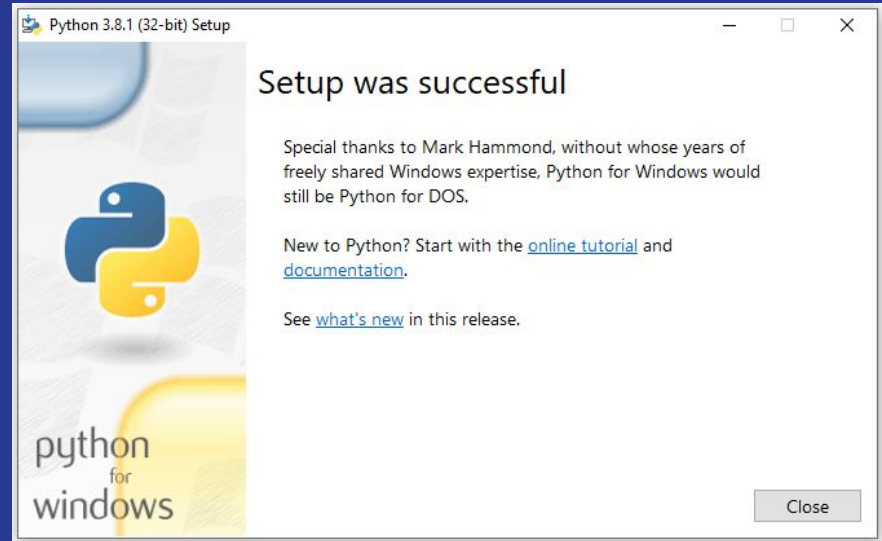 Python 3.8.1 (32-bit) Setup
Setup was successful
Special thanks to Mark Hammond, without whose years of
freely shared Windows expertise, Python for Windows would
still be Python for DOS.
New to Python? Start with the online tutorial and
documentation.
See what's new in this release.
python
for
windows
Close